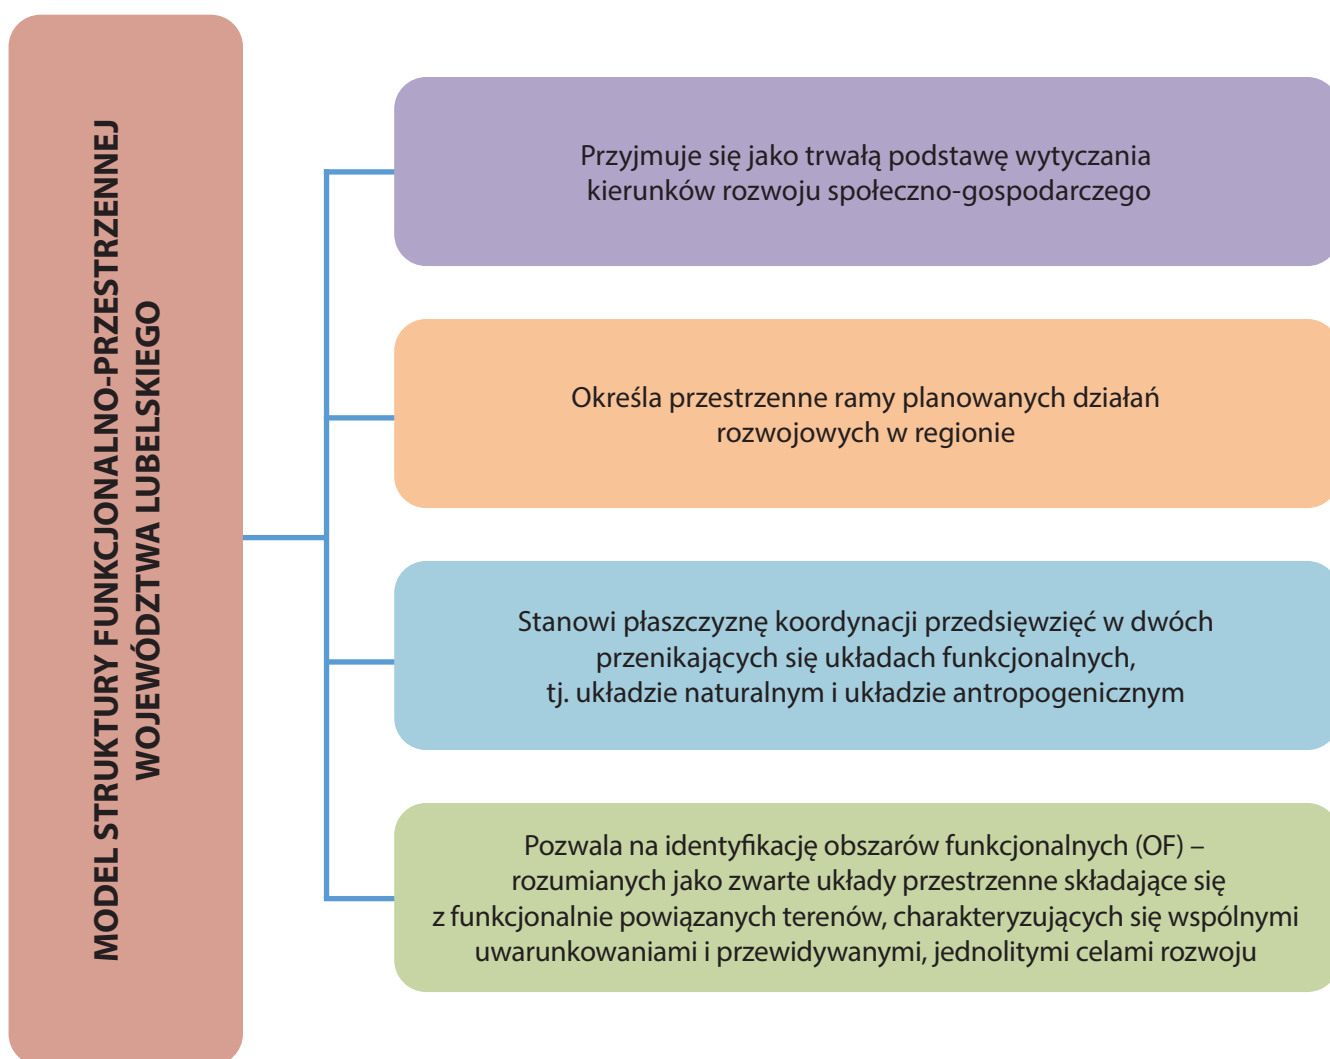 MODEL STRUKTURY FUNKCJONALNO-PRZESTRZENNEJ
WOJEWÓDZTWA LUBELSKIEGO
Przyjmuje się jako trwałą podstawę wytyczania
kierunków rozwoju społeczno-gospodarczego
Określa przestrzenne ramy planowanych działań
rozwojowych w regionie
Stanowi płaszczyznę koordynacji przedsięwzięć w dwóch
przenikających się układach funkcjonalnych,
tj. układzie naturalnym i układzie antropogenicznym
Pozwala na identyfikację obszarów funkcjonalnych (OF) –
rozumianych jako zwarte układy przestrzenne składające się
z funkcjonalnie powiązanych terenów, charakteryzujących się wspólnymi
uwarunkowaniami i przewidywanymi, jednolitymi celami rozwoju